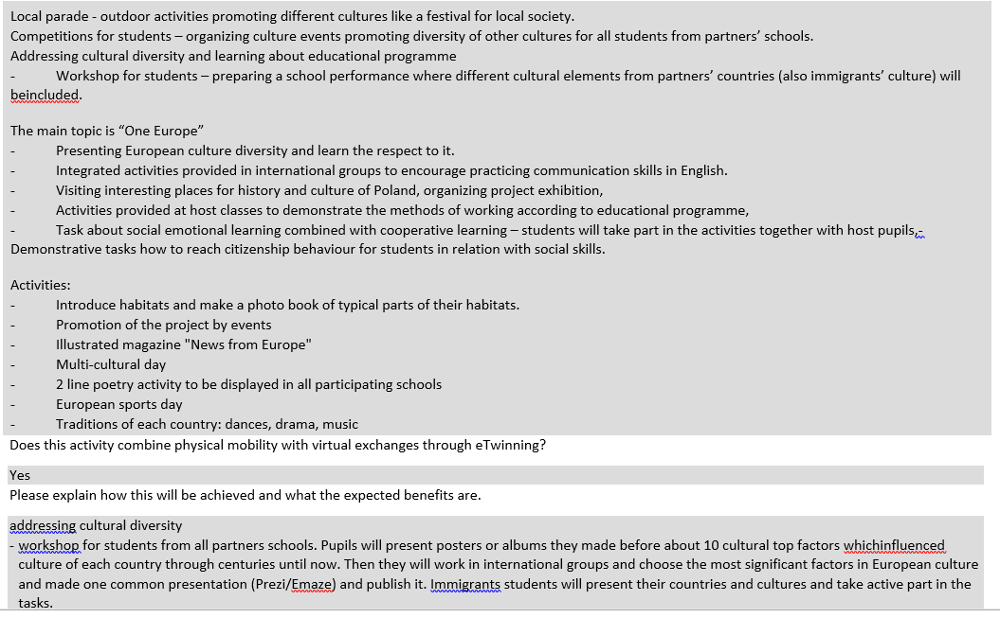 Local parade - outdoor activities promoting different cultures like a festival for local society.
Competitions for students – organizing culture events promoting diversity of other cultures for all students from partners’ schools.
Addressing cultural diversity and learning about educational programme
- Workshop for students – preparing a school performance where different cultural elements from partners’ countries (also immigrants’ culture) will
beincluded.
The main topic is “One Europe”
- Presenting European culture diversity and learn the respect to it.
- Integrated activities provided in international groups to encourage practicing communication skills in English.
- Visiting interesting places for history and culture of Poland, organizing project exhibition,
- Activities provided at host classes to demonstrate the methods of working according to educational programme,
- Task about social emotional learning combined with cooperative learning – students will take part in the activities together with host pupils,-
Demonstrative tasks how to reach citizenship behaviour for students in relation with social skills.
Activities:
- Introduce habitats and make a photo book of typical parts of their habitats.
- Promotion of the project by events
- Illustrated magazine "News from Europe"
- Multi-cultural day
- 2 line poetry activity to be displayed in all participating schools
- European sports day
- Traditions of each country: dances, drama, music
Does this activity combine physical mobility with virtual exchanges through eTwinning?
Yes
Please explain how this will be achieved and what the expected benefits are.
addressing cultural diversity
- workshop for students from all partners schools. Pupils will present posters or albums they made before about 10 cultural top factors whichinfluenced
culture of each country through centuries until now. Then they will work in international groups and choose the most significant factors in European culture
and made one common presentation (Prezi/Emaze) and publish it. Immigrants students will present their countries and cultures and take active part in the
tasks.